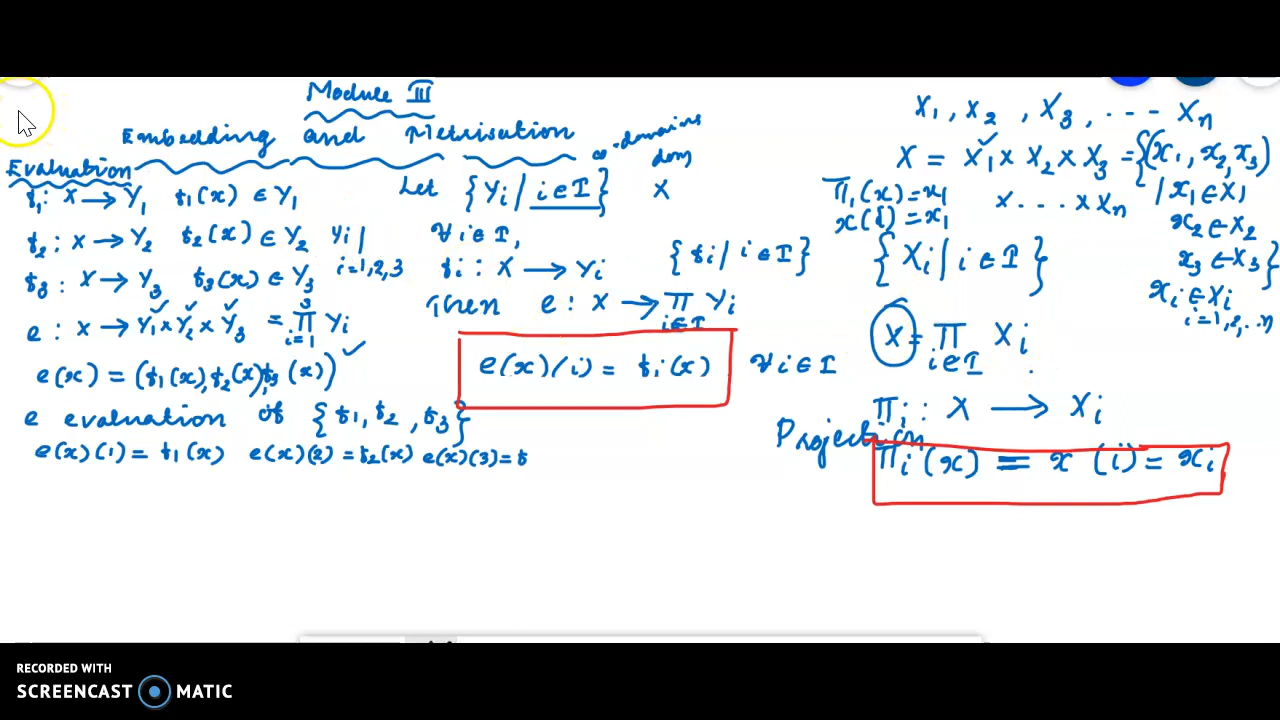 Module III
Embedding and Metrisation
Evaluation
f₁ : X → Y₁ f₁(x) ∈ Y₁
f₂ : X → Y₂ f₂(x) ∈ Y₂ Yi |
i=1,2,3
f₃ : X → Y₃ f₃(x) ∈ Y₃
e : X → Y₁ × Y₂ × Y₃ = ∏³ᵢ₌₁ Yi
e(x) = (f₁(x), f₂(x), f₃(x))
e evaluation of {f₁, f₂, f₃}
e(x)(1) = f₁(x) e(x)(2) = f₂(x) e(x)(3) = f
∞ domains
dom
Let {Yi | i ∈ I} X
∀ i ∈ I,
fi : X → Yi {fi | i ∈ I}
Then e : X → ∏ Yi
i ∈ I
e(x)(i) = fi(x) ∀ i ∈ I
X₁, X₂, X₃, ---- Xn
X = X₁ × X₂ × X₃ = {(x₁, x₂, x₃)
× ... × Xn
| x₁ ∈ X₁
x₂ ∈ X₂
x₃ ∈ X₃}
π₁(x) = x₁
x(1) = x₁
{Xi | i ∈ I}
xi ∈ Xi
i=1,2,..n
X = ∏ Xi
i ∈ I
πi : X → Xi
Projection
πi(x) = x(i) = xi
RECORDED WITH
SCREENCAST MATIC